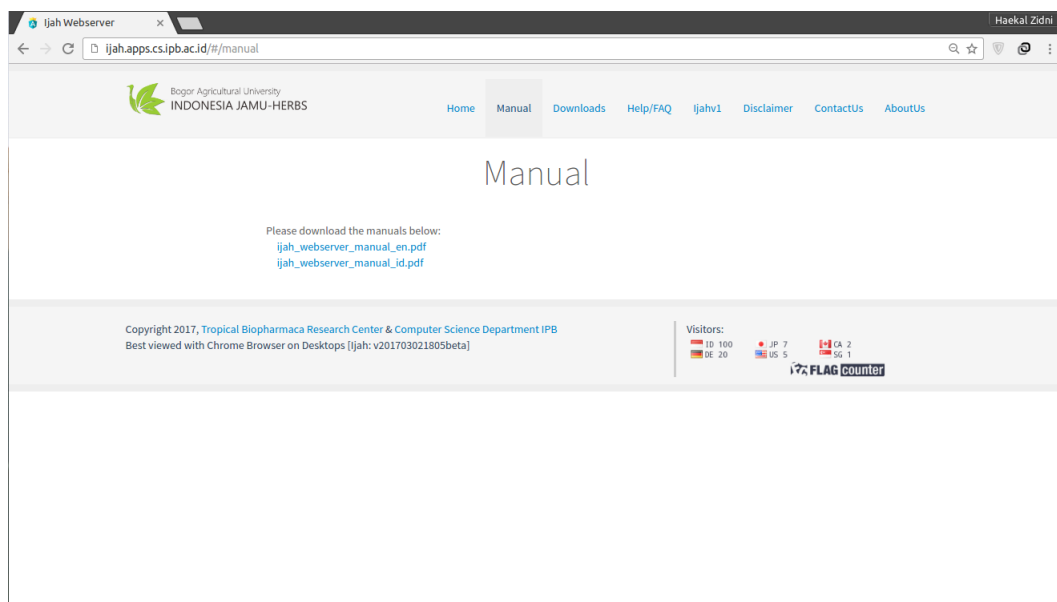 Ijah Webserver
Haekal Zidni
ijah.apps.cs.ipb.ac.id/#/manual
Bogor Agricultural University
INDONESIA JAMU-HERBS
Home Manual Downloads Help/FAQ Ijahv1 Disclaimer ContactUs AboutUs
Manual
Please download the manuals below:
ijah_webserver_manual_en.pdf
ijah_webserver_manual_id.pdf
Copyright 2017, Tropical Biopharmaca Research Center & Computer Science Department IPB
Best viewed with Chrome Browser on Desktops [Ijah: v201703021805beta]
Visitors:
ID 100 JP 7 CA 2
DE 20 US 5 SG 1
FLAG counter